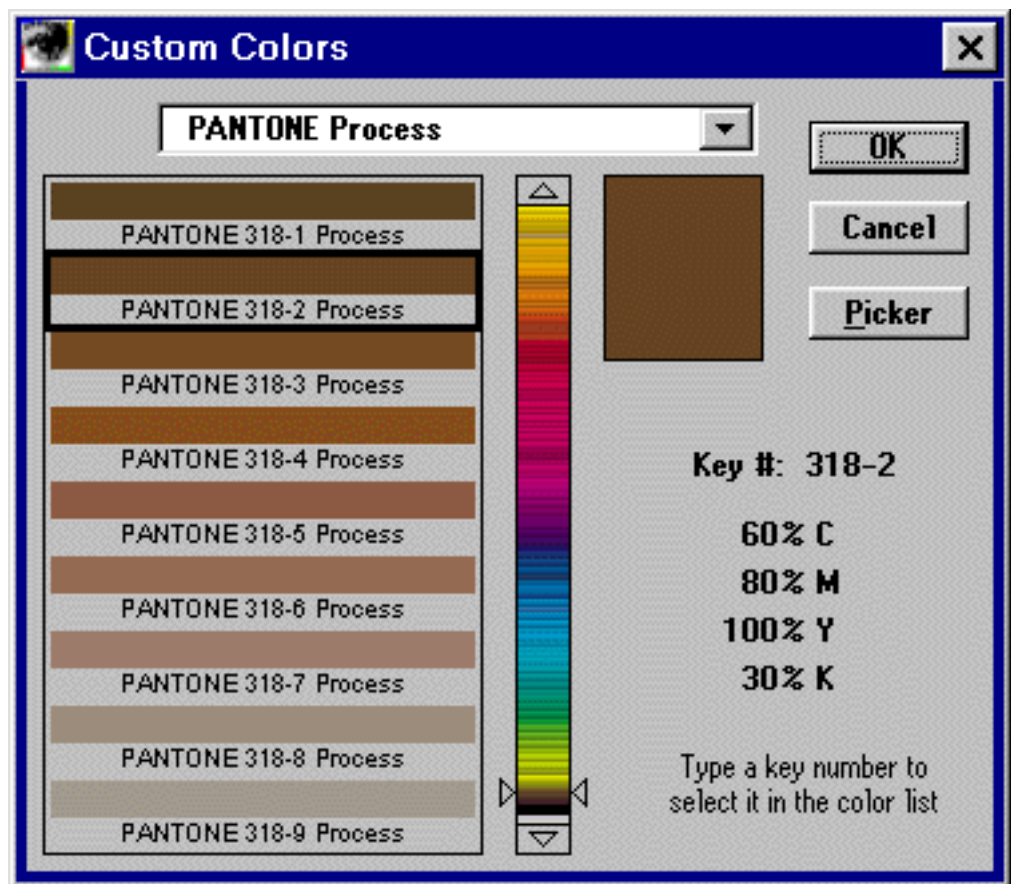 Custom Colors
PANTONE Process
OK
Cancel
Picker
PANTONE 318-1 Process
PANTONE 318-2 Process
PANTONE 318-3 Process
PANTONE 318-4 Process
PANTONE 318-5 Process
PANTONE 318-6 Process
PANTONE 318-7 Process
PANTONE 318-8 Process
PANTONE 318-9 Process
Key #: 318-2
60% C
80% M
100% Y
30% K
Type a key number to
select it in the color list